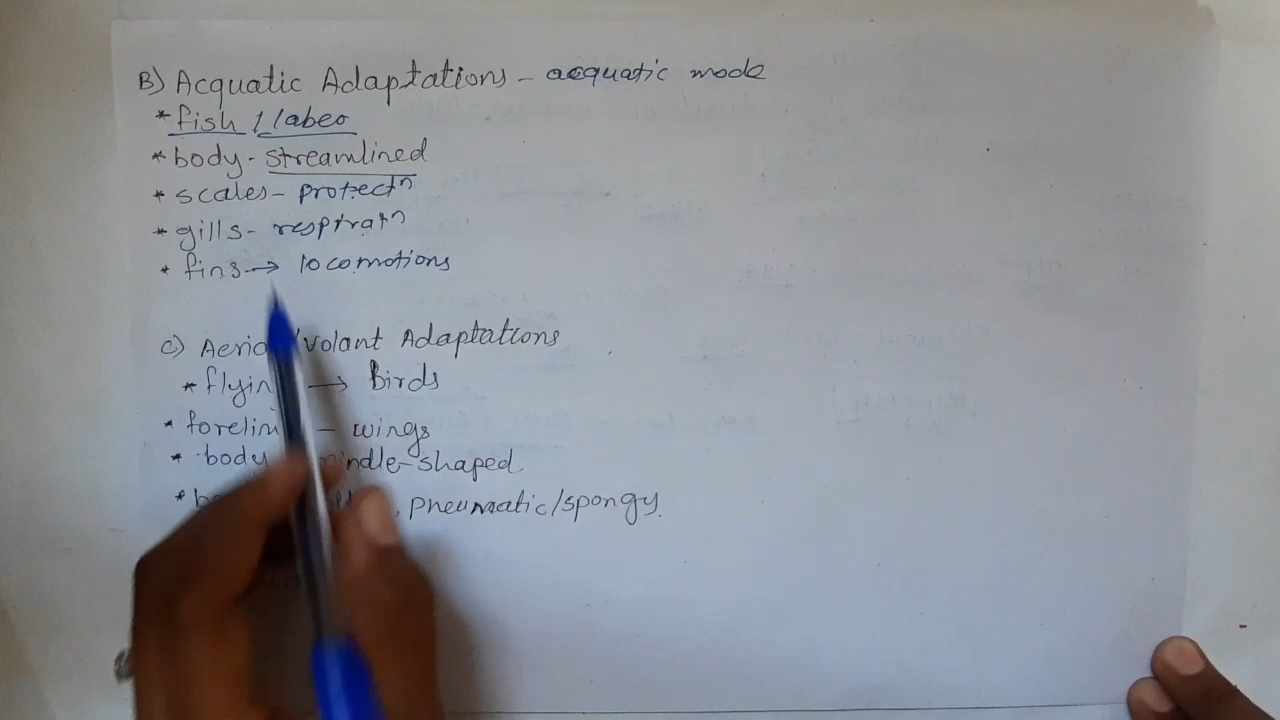 B) Acquatic Adaptations - acquatic mode
* fish / Labeo
* body - streamlined
* scales - protectn
* gills - respiratn
* fins → locomotions
C) Volant Adaptations
* → Birds
* - wings
* body shaped
* , pneumatic/spongy.